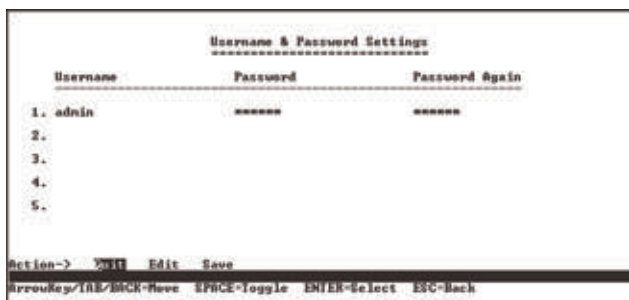 Username & Password Settings
Username Password Password Again
1. admin ****** ******
2.
3.
4.
5.
Action-> Quit Edit Save
ArrowKey/TAB/BACK=Move SPACE=Toggle ENTER=Select ESC=Back